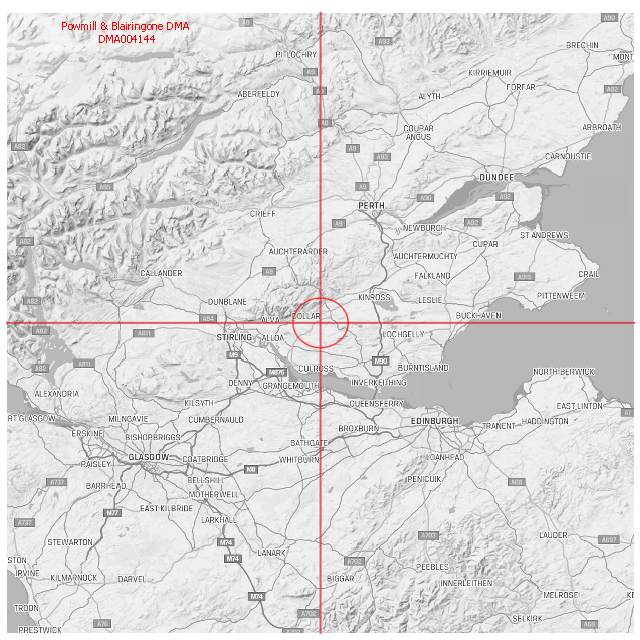 Powmill & Blairingone DMA
DMA004144
A9
A93
A90
BRECHIN
PITLOCHRY
MONT
A9
KIRRIEMUIR
FORFAR
A92
ABERFELDY
A9
ALYTH
A9
ARBROATH
COUPAR
ANGUS
A82
A9
A93
CARNOUSTIE
A85
A9
DUNDEE
A90
A92
PERTH
CRIEFF
A9
A92
NEWBURGH
ST ANDREWS
A82
CUPAR
AUCHTERARDER
AUCHTERMUCHTY
CALLANDER
A9
FALKLAND
A915
CRAIL
A82
DUNBLANE
KINROSS
LESLIE
PITTENWEEM
A84
ALVA
DOLLAR
BUCKHAVEN
A82
A811
STIRLING
ALLOA
LOCHGELLY
M9
A811
M90
A82
CULROSS
BURNTISLAND
M876
NORTH BERWICK
DENNY
GRANGEMOUTH
INVERKEITHING
ALEXANDRIA
KILSYTH
QUEENSFERRY
EAST LINTON
RT GLASGOW
MILNGAVIE
CUMBERNAULD
EDINBURGH
HADDINGTON
A1
TRANENT
ERSKINE
BISHOPBRIGGS
BROXBURN
BATHGATE
GLASGOW
COATBRIDGE
WHITBURN
LOANHEAD
PAISLEY
M8
A737
BARRHEAD
BELLSHILL
PENICUIK
A68
MOTHERWELL
EAST KILBRIDE
M77
A737
LARKHALL
A703
LAUDER
A697
STEWARTON
M74
LANARK
STON
M74
A702
IRVINE
PEEBLES
KILMARNOCK
DARVEL
BIGGAR
INNERLEITHEN
M74
MELROSE
KE
TROON
A702
SELKIRK
A76
A68
PRESTWICK
A702